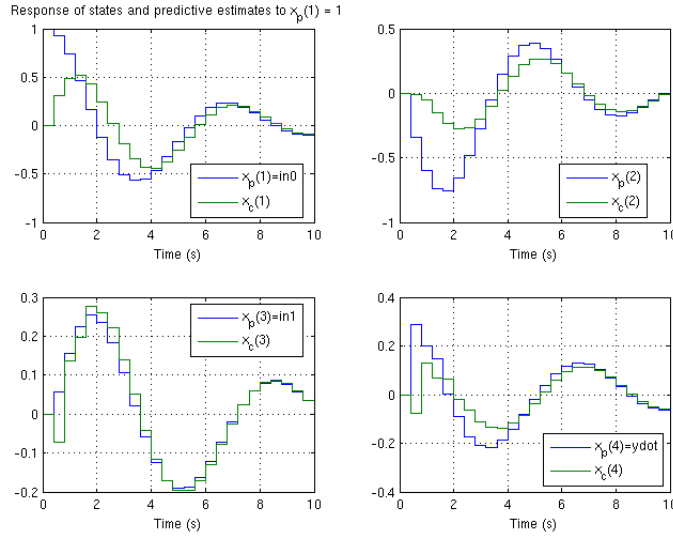 Response of states and predictive estimates to x_p(1) = 1
1
0.5
0
-0.5
-1
0 2 4 6 8 10
Time (s)
x_p(1)=in0
x_c(1)
0.5
0
-0.5
-1
0 2 4 6 8 10
Time (s)
x_p(2)
x_c(2)
0.3
0.2
0.1
0
-0.1
-0.2
0 2 4 6 8 10
Time (s)
x_p(3)=in1
x_c(3)
0.4
0.2
0
-0.2
-0.4
0 2 4 6 8 10
Time (s)
x_p(4)=ydot
x_c(4)